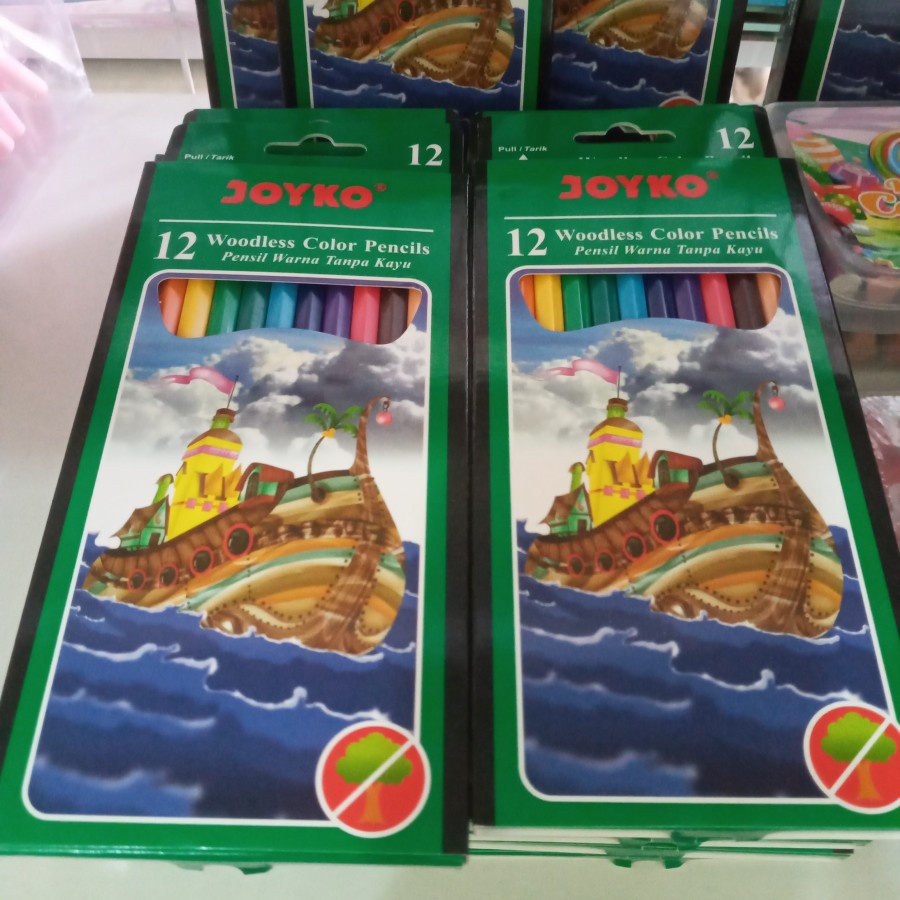 Pull / Tarik
12
JOYKO®
12 Woodless Color Pencils
Pensil Warna Tanpa Kayu
Pull / Tarik
12
JOYKO®
12 Woodless Color Pencils
Pensil Warna Tanpa Kayu